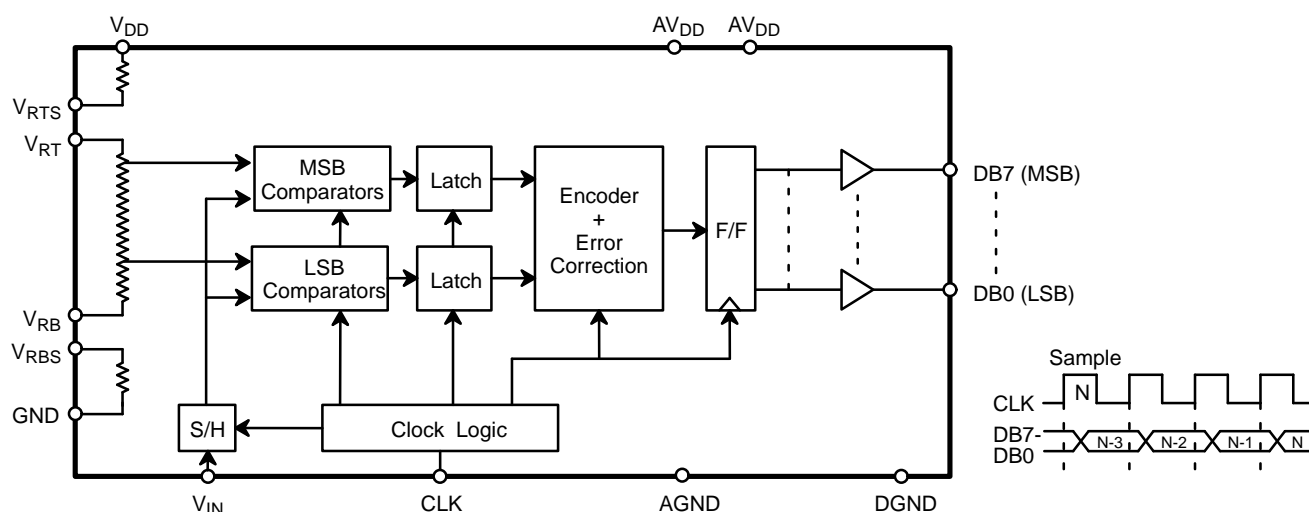 VDD
AVDD
AVDD
VRTS
VRT
VRB
VRBS
GND
MSB
Comparators
Latch
LSB
Comparators
Latch
Encoder
+
Error
Correction
F/F
DB7 (MSB)
DB0 (LSB)
S/H
Clock Logic
VIN
CLK
AGND
DGND
Sample
CLK
N
DB7-
DB0
N-3
N-2
N-1
N